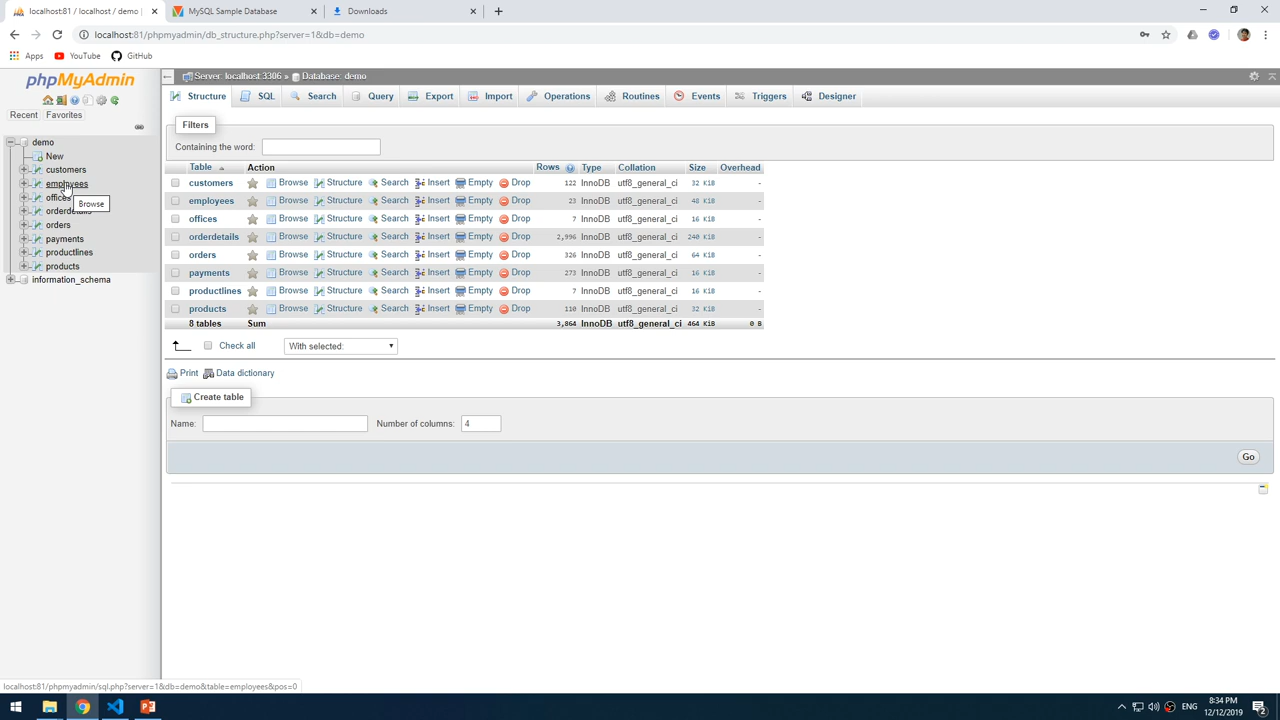 localhost:81 / localhost / demo |
MySQL Sample Database
Downloads
localhost:81/phpmyadmin/db_structure.php?server=1&db=demo
Apps YouTube GitHub
phpMyAdmin
Recent Favorites
demo
New
customers
employees
offices
Browse
orderdetails
orders
payments
productlines
products
information_schema
Server: localhost:3306 » Database: demo
Structure SQL Search Query Export Import Operations Routines Events Triggers Designer
Filters
Containing the word:
Table Action Rows Type Collation Size Overhead
customers Browse Structure Search Insert Empty Drop 122 InnoDB utf8_general_ci 32 KiB -
employees Browse Structure Search Insert Empty Drop 23 InnoDB utf8_general_ci 48 KiB -
offices Browse Structure Search Insert Empty Drop 7 InnoDB utf8_general_ci 16 KiB -
orderdetails Browse Structure Search Insert Empty Drop 2,996 InnoDB utf8_general_ci 240 KiB -
orders Browse Structure Search Insert Empty Drop 326 InnoDB utf8_general_ci 64 KiB -
payments Browse Structure Search Insert Empty Drop 273 InnoDB utf8_general_ci 16 KiB -
productlines Browse Structure Search Insert Empty Drop 7 InnoDB utf8_general_ci 16 KiB -
products Browse Structure Search Insert Empty Drop 110 InnoDB utf8_general_ci 32 KiB -
8 tables Sum 3,864 InnoDB utf8_general_ci 464 KiB 0 B
Check all With selected:
Print Data dictionary
Create table
Name: Number of columns: 4
Go
localhost:81/phpmyadmin/sql.php?server=1&db=demo&table=employees&pos=0
ENG
8:34 PM
12/12/2019
2